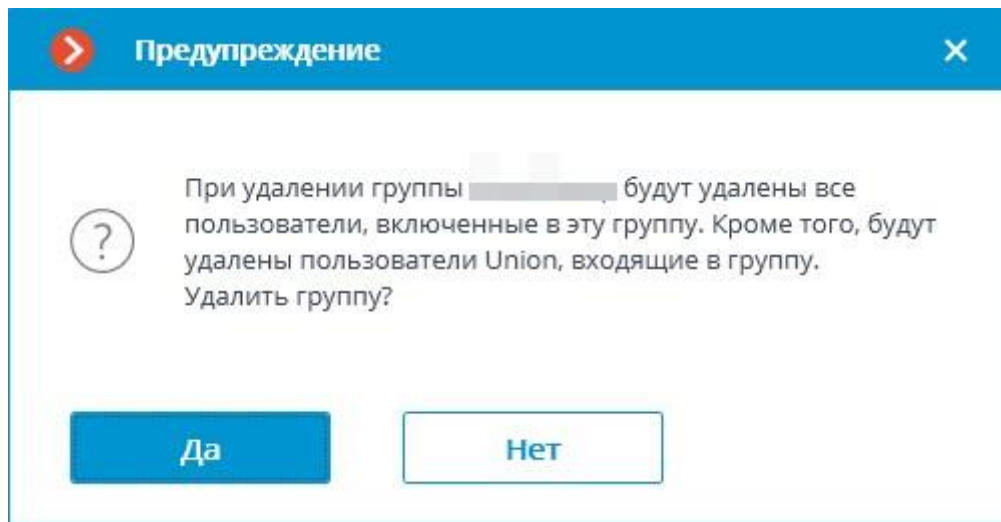 Предупреждение
При удалении группы будут удалены все
пользователи, включенные в эту группу. Кроме того, будут
удалены пользователи Union, входящие в группу.
Удалить группу?
Да
Нет